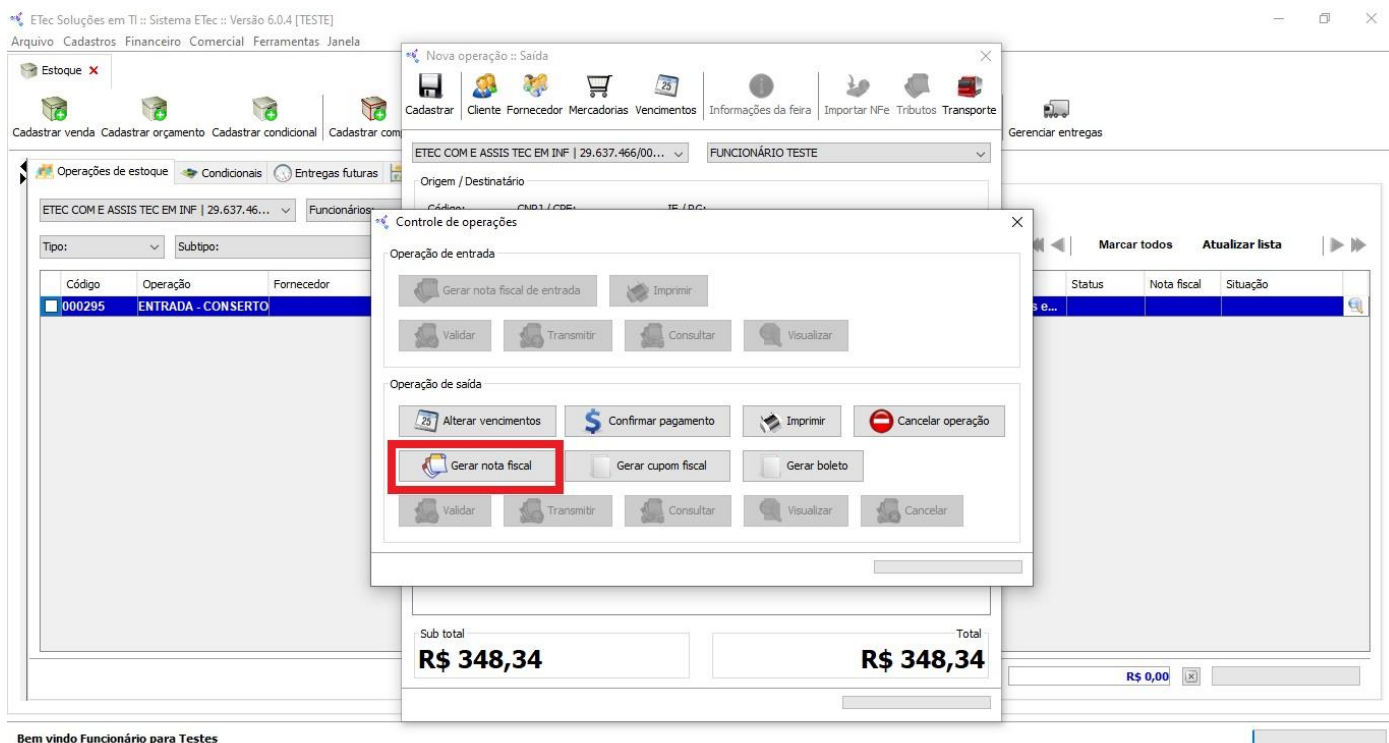 ETec Soluções em TI :: Sistema ETec :: Versão 6.0.4 [TESTE]
Arquivo Cadastros Financeiro Comercial Ferramentas Janela
Estoque
Cadastrar venda Cadastrar orçamento Cadastrar condicional Cadastrar com
Gerenciar entregas
Operações de estoque Condicionais Entregas futuras
ETEC COM E ASSIS TEC EM INF | 29.637.46... Funcionários:
Tipo: Subtipo:
Marcar todos Atualizar lista
Código Operação Fornecedor Status Nota fiscal Situação
000295 ENTRADA - CONSERTO s e...
Nova operação :: Saída
Cadastrar Cliente Fornecedor Mercadorias Vencimentos Informações da feira Importar NFe Tributos Transporte
ETEC COM E ASSIS TEC EM INF | 29.637.466/00... FUNCIONÁRIO TESTE
Origem / Destinatário
Código: CNPJ / CPF: IE / RG:
Controle de operações
Operação de entrada
Gerar nota fiscal de entrada Imprimir
Validar Transmitir Consultar Visualizar
Operação de saída
25 Alterar vencimentos Confirmar pagamento Imprimir Cancelar operação
Gerar nota fiscal Gerar cupom fiscal Gerar boleto
Validar Transmitir Consultar Visualizar Cancelar
Sub total Total
R$ 348,34 R$ 348,34
R$ 0,00
Bem vindo Funcionário para Testes